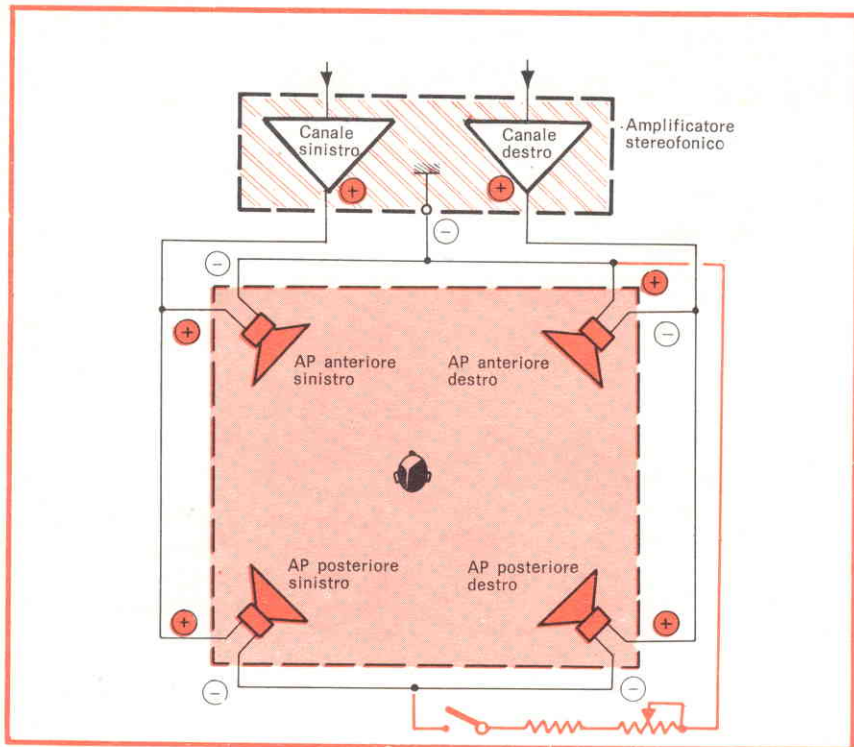 Canale
sinistro
Canale
destro
Amplificatore
stereofonico
+
+
−
−
+
+
−
AP anteriore
sinistro
AP anteriore
destro
AP posteriore
sinistro
AP posteriore
destro
+
+
−
−